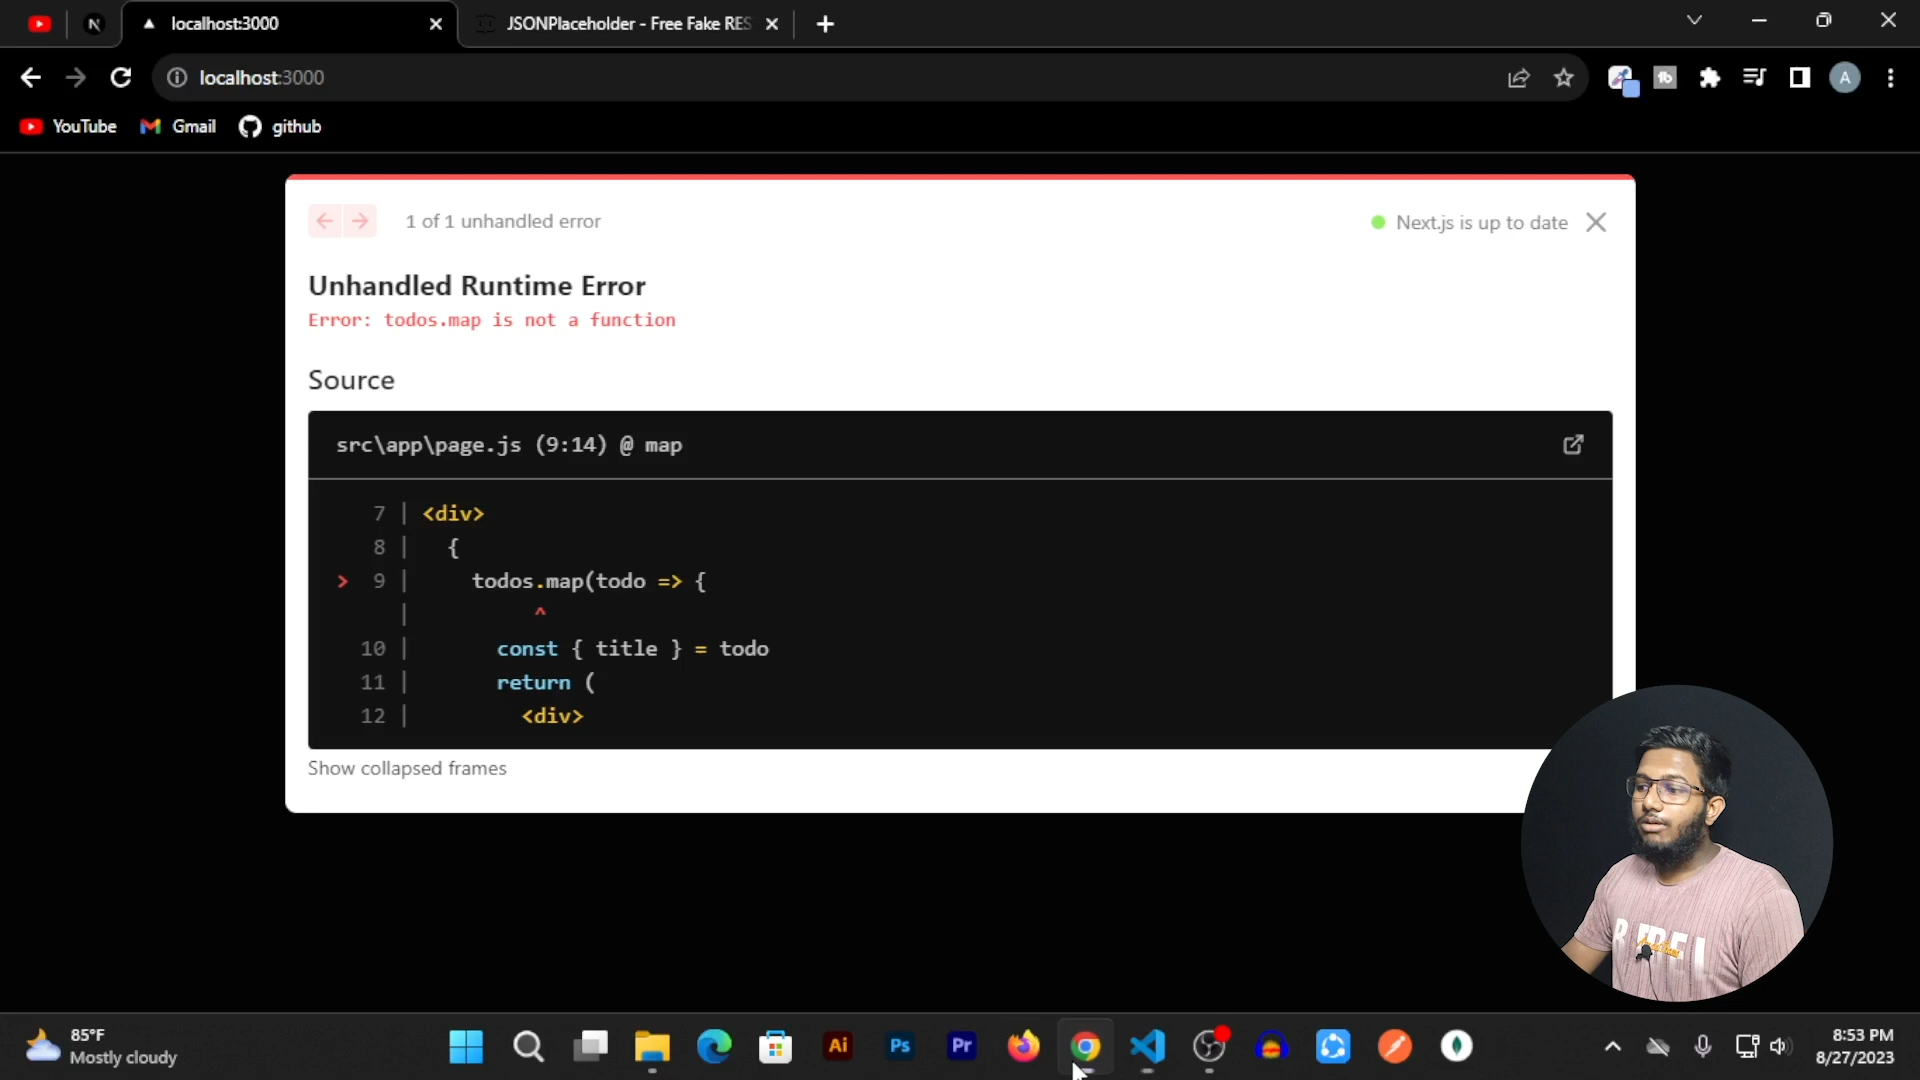 localhost:3000
JSONPlaceholder - Free Fake RES
localhost:3000
A
YouTube
Gmail
github
1 of 1 unhandled error
Next.js is up to date
Unhandled Runtime Error
Error: todos.map is not a function
Source
src\app\page.js (9:14) @ map
7 | <div>
8 | {
> 9 | todos.map(todo => {
| ^
10 | const { title } = todo
11 | return (
12 | <div>
Show collapsed frames
85°F
Mostly cloudy
Ai
Ps
Pr
8:53 PM
8/27/2023